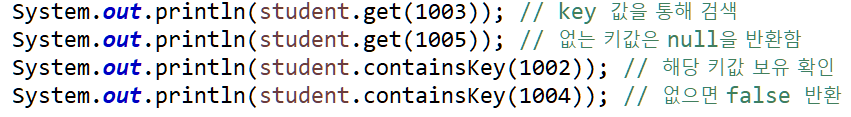 System.out.println(student.get(1003)); // key 값을 통해 검색
System.out.println(student.get(1005)); // 없는 키값은 null을 반환함
System.out.println(student.containsKey(1002)); // 해당 키값 보유 확인
System.out.println(student.containsKey(1004)); // 없으면 false 반환